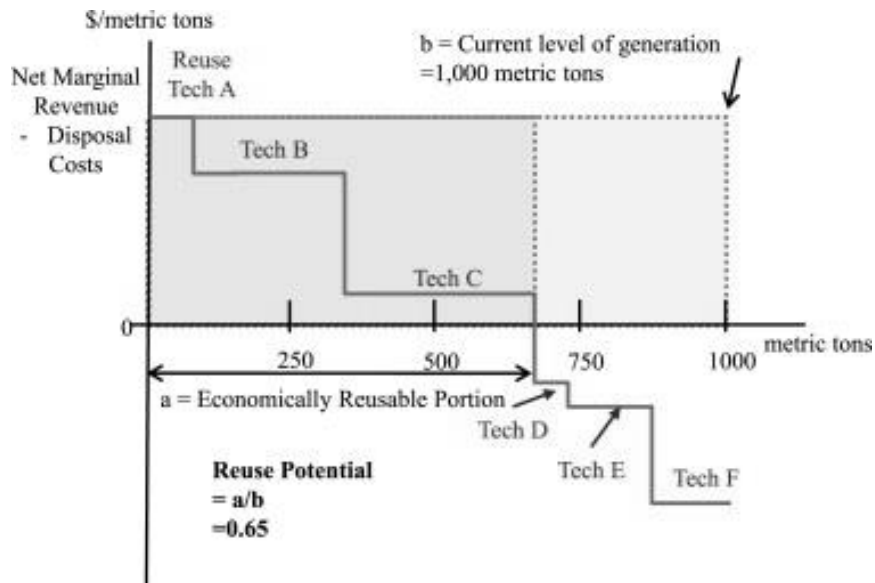 $/metric tons
Net Marginal
Revenue
- Disposal
Costs
Reuse
Tech A
b = Current level of generation
=1,000 metric tons
Tech B
Tech C
0
250
500
750
1000
metric tons
a = Economically Reusable Portion
Tech D
Tech E
Tech F
Reuse Potential
= a/b
=0.65